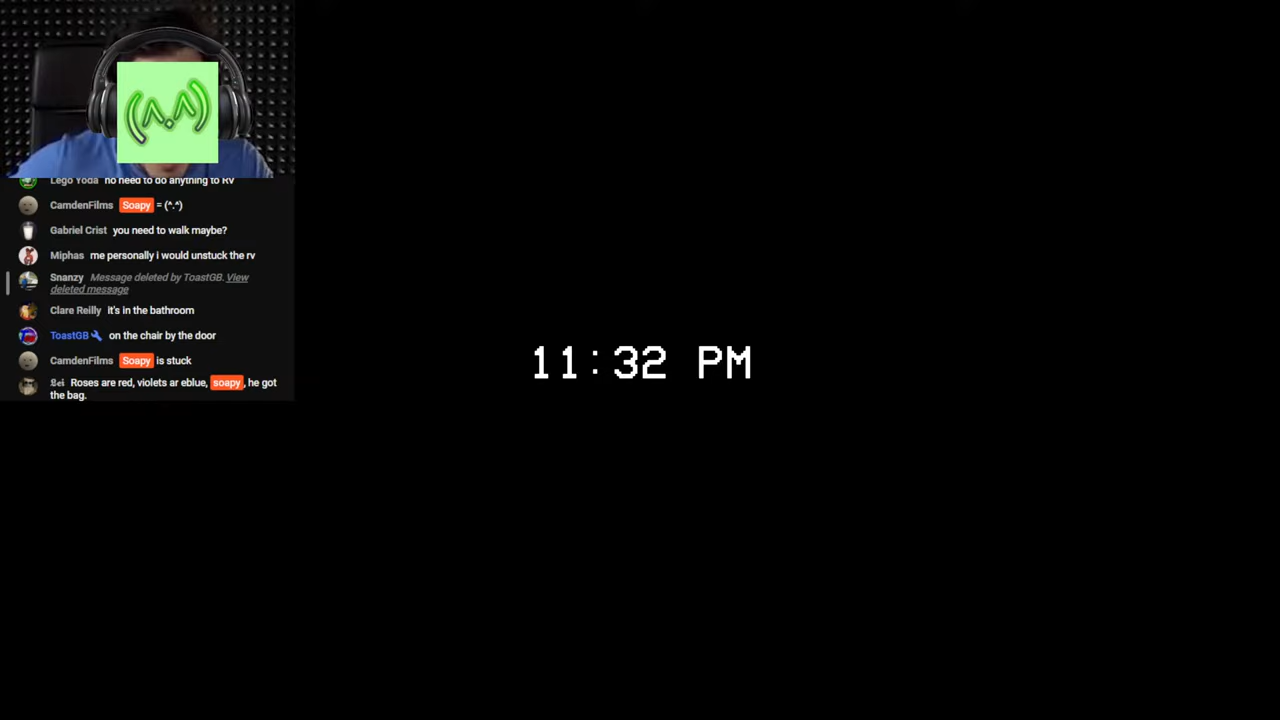 (^.^)
Lego Yoda no need to do anything to RV
CamdenFilms Soapy = (^.^)
Gabriel Crist you need to walk maybe?
Miphas me personally i would unstuck the rv
Snanzy Message deleted by ToastGB. View
deleted message
Clare Reilly it's in the bathroom
ToastGB on the chair by the door
CamdenFilms Soapy is stuck
𝕷𝖊𝖎 Roses are red, violets ar eblue, soapy, he got
the bag.
11:32 PM